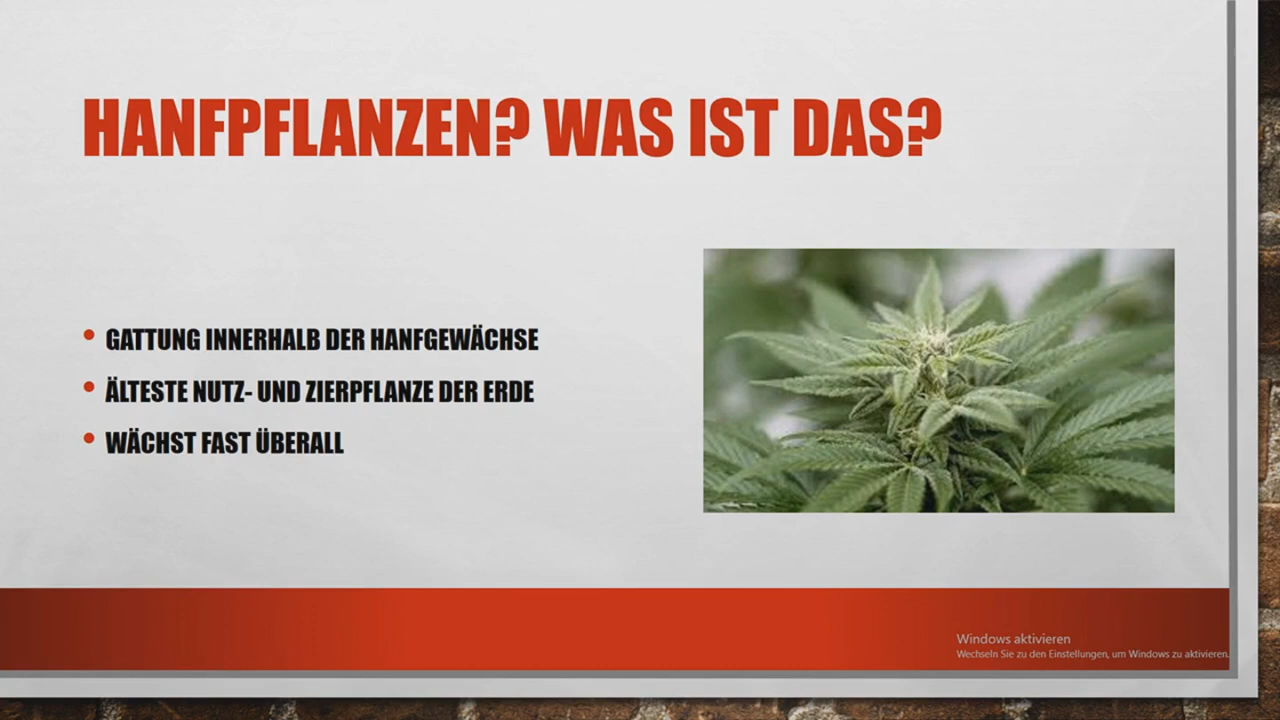 HANFPFLANZEN? WAS IST DAS?
• GATTUNG INNERHALB DER HANFGEWÄCHSE
• ÄLTESTE NUTZ- UND ZIERPFLANZE DER ERDE
• WÄCHST FAST ÜBERALL
Windows aktivieren
Wechseln Sie zu den Einstellungen, um Windows zu aktivieren.